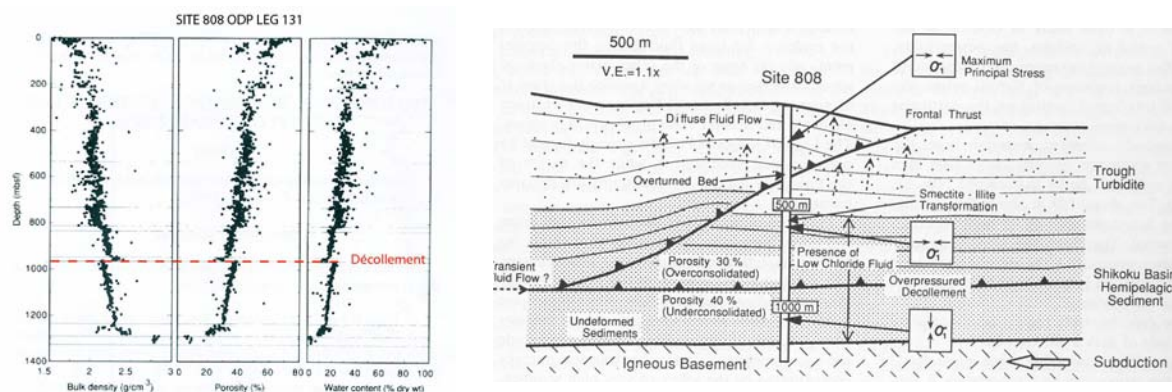 SITE 808 ODP LEG 131
0
200
400
600
800
1000
1200
1400
Depth (mbsf)
Décollement
1.5 2 2.5 3
0 20 40 60 80
0 20 40 60 80 100
Bulk density (g/cm3)
Porosity (%)
Water content (% dry wt)
500 m
V.E.=1.1x
Site 808
σ1
Maximum
Principal Stress
Diffuse Fluid Flow
Frontal Thrust
Overturned Bed
Trough
Turbidite
500 m
Smectite - Illite
Transformation
σ1
Presence of
Low Chloride Fluid
Transient
Fluid Flow ?
Porosity 30 %
(Overconsolidated)
Overpressured
Decollement
Shikoku Basin
Hemipelagic
Sediment
Porosity 40 %
(Underconsolidated)
1000 m
Undeformed
Sediments
σ1
Igneous Basement
Subduction